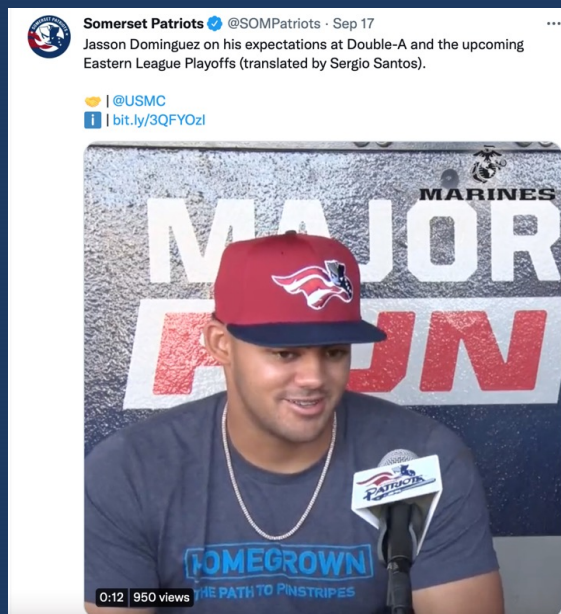 Somerset Patriots @SOMPatriots · Sep 17
Jasson Dominguez on his expectations at Double-A and the upcoming
Eastern League Playoffs (translated by Sergio Santos).
🤝 | @USMC
ℹ️ | bit.ly/3QFYOzl
MARINES
MAJOR
RUN
PATRIOTS
HOMEGROWN
THE PATH TO PINSTRIPES
0:12 950 views